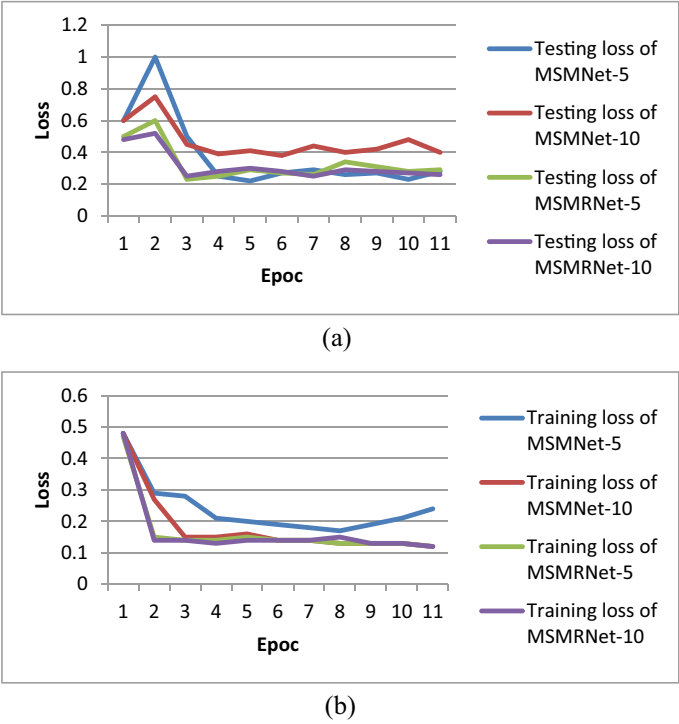 1.2
1
0.8
0.6
0.4
0.2
0
Loss
1 2 3 4 5 6 7 8 9 10 11
Epoc
Testing loss of
MSMNet-5
Testing loss of
MSMNet-10
Testing loss of
MSMRNet-5
Testing loss of
MSMRNet-10
(a)
0.6
0.5
0.4
0.3
0.2
0.1
0
Loss
1 2 3 4 5 6 7 8 9 10 11
Epoc
Training loss of
MSMNet-5
Training loss of
MSMNet-10
Training loss of
MSMRNet-5
Training loss of
MSMRNet-10
(b)